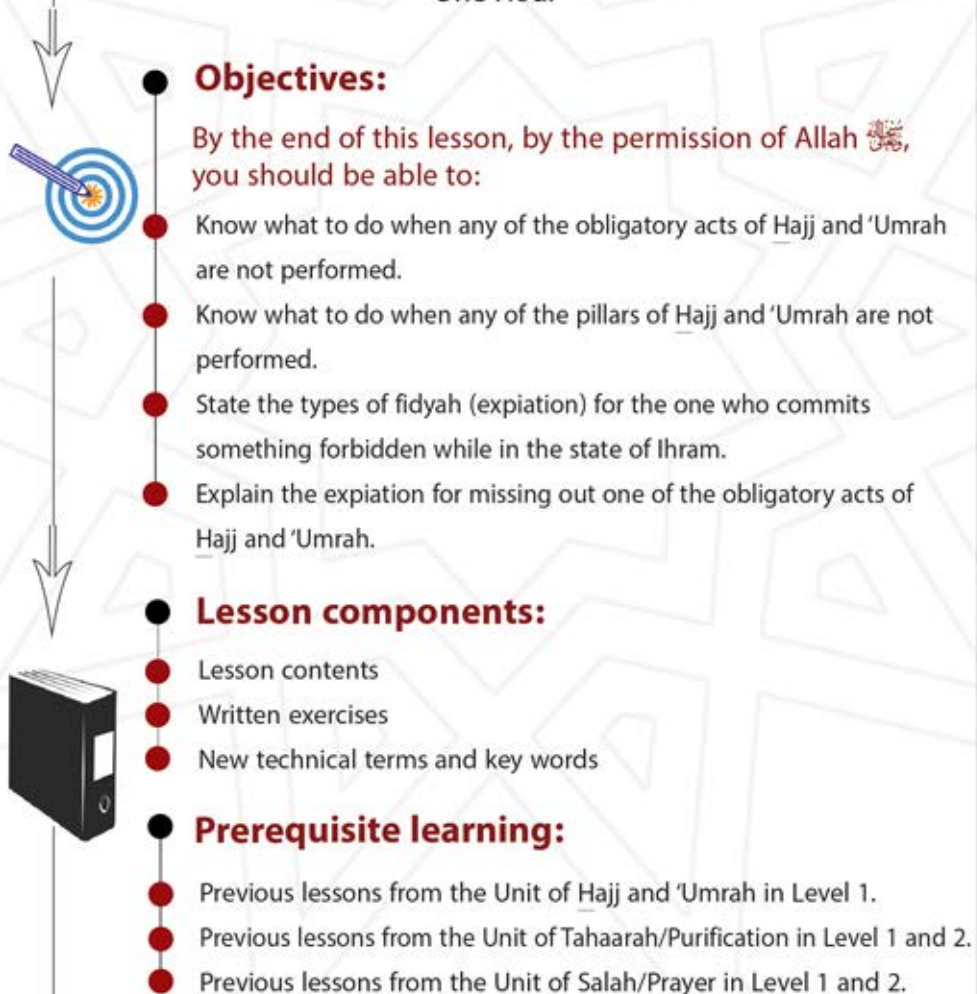 Objectives:
By the end of this lesson, by the permission of Allah
you should be able to:
Know what to do when any of the obligatory acts of Hajj and ‘Umrah
are not performed.
Know what to do when any of the pillars of Hajj and ‘Umrah are not
performed.
State the types of fidyah (expiation) for the one who commits
something forbidden while in the state of Ihram.
Explain the expiation for missing out one of the obligatory acts of
Hajj and ‘Umrah.
Lesson components:
Lesson contents
Written exercises
New technical terms and key words
Prerequisite learning:
Previous lessons from the Unit of Hajj and ‘Umrah in Level 1.
Previous lessons from the Unit of Tahaarah/Purification in Level 1 and 2.
Previous lessons from the Unit of Salah/Prayer in Level 1 and 2.